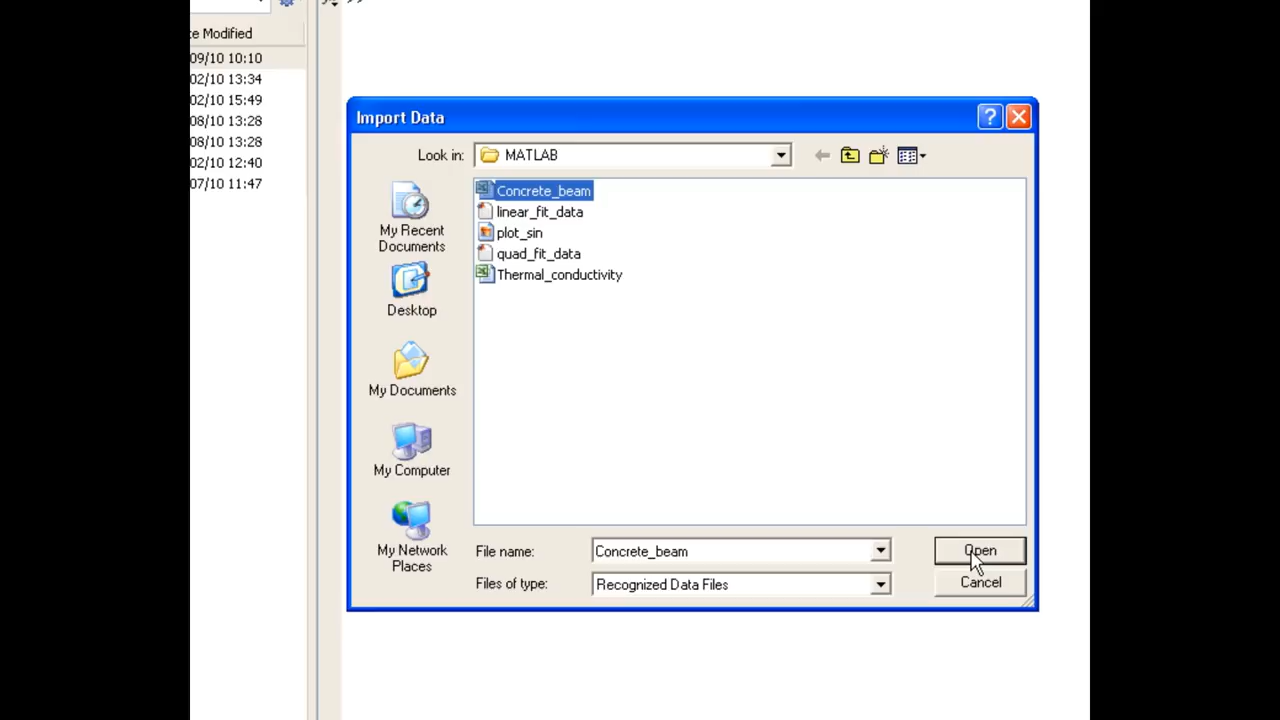 te Modified
09/10 10:10
02/10 13:34
02/10 15:49
08/10 13:28
08/10 13:28
02/10 12:40
07/10 11:47
Import Data
Look in: MATLAB
My Recent
Documents
Desktop
My Documents
My Computer
My Network
Places
Concrete_beam
linear_fit_data
plot_sin
quad_fit_data
Thermal_conductivity
File name: Concrete_beam
Open
Files of type: Recognized Data Files
Cancel